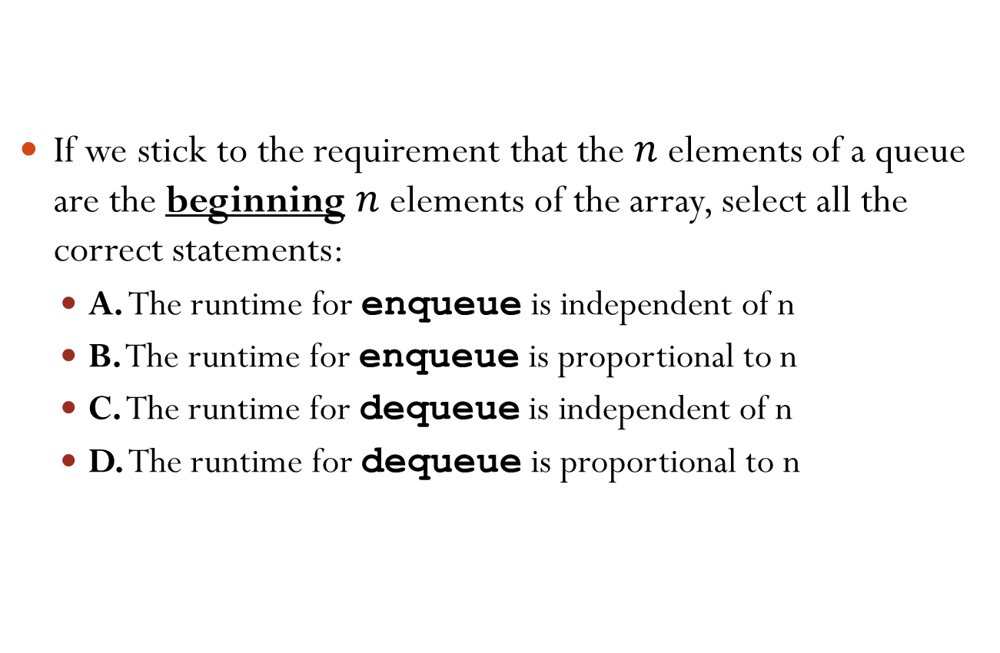 • If we stick to the requirement that the 𝑛 elements of a queue
are the beginning 𝑛 elements of the array, select all the
correct statements:
• A. The runtime for enqueue is independent of n
• B. The runtime for enqueue is proportional to n
• C. The runtime for dequeue is independent of n
• D. The runtime for dequeue is proportional to n